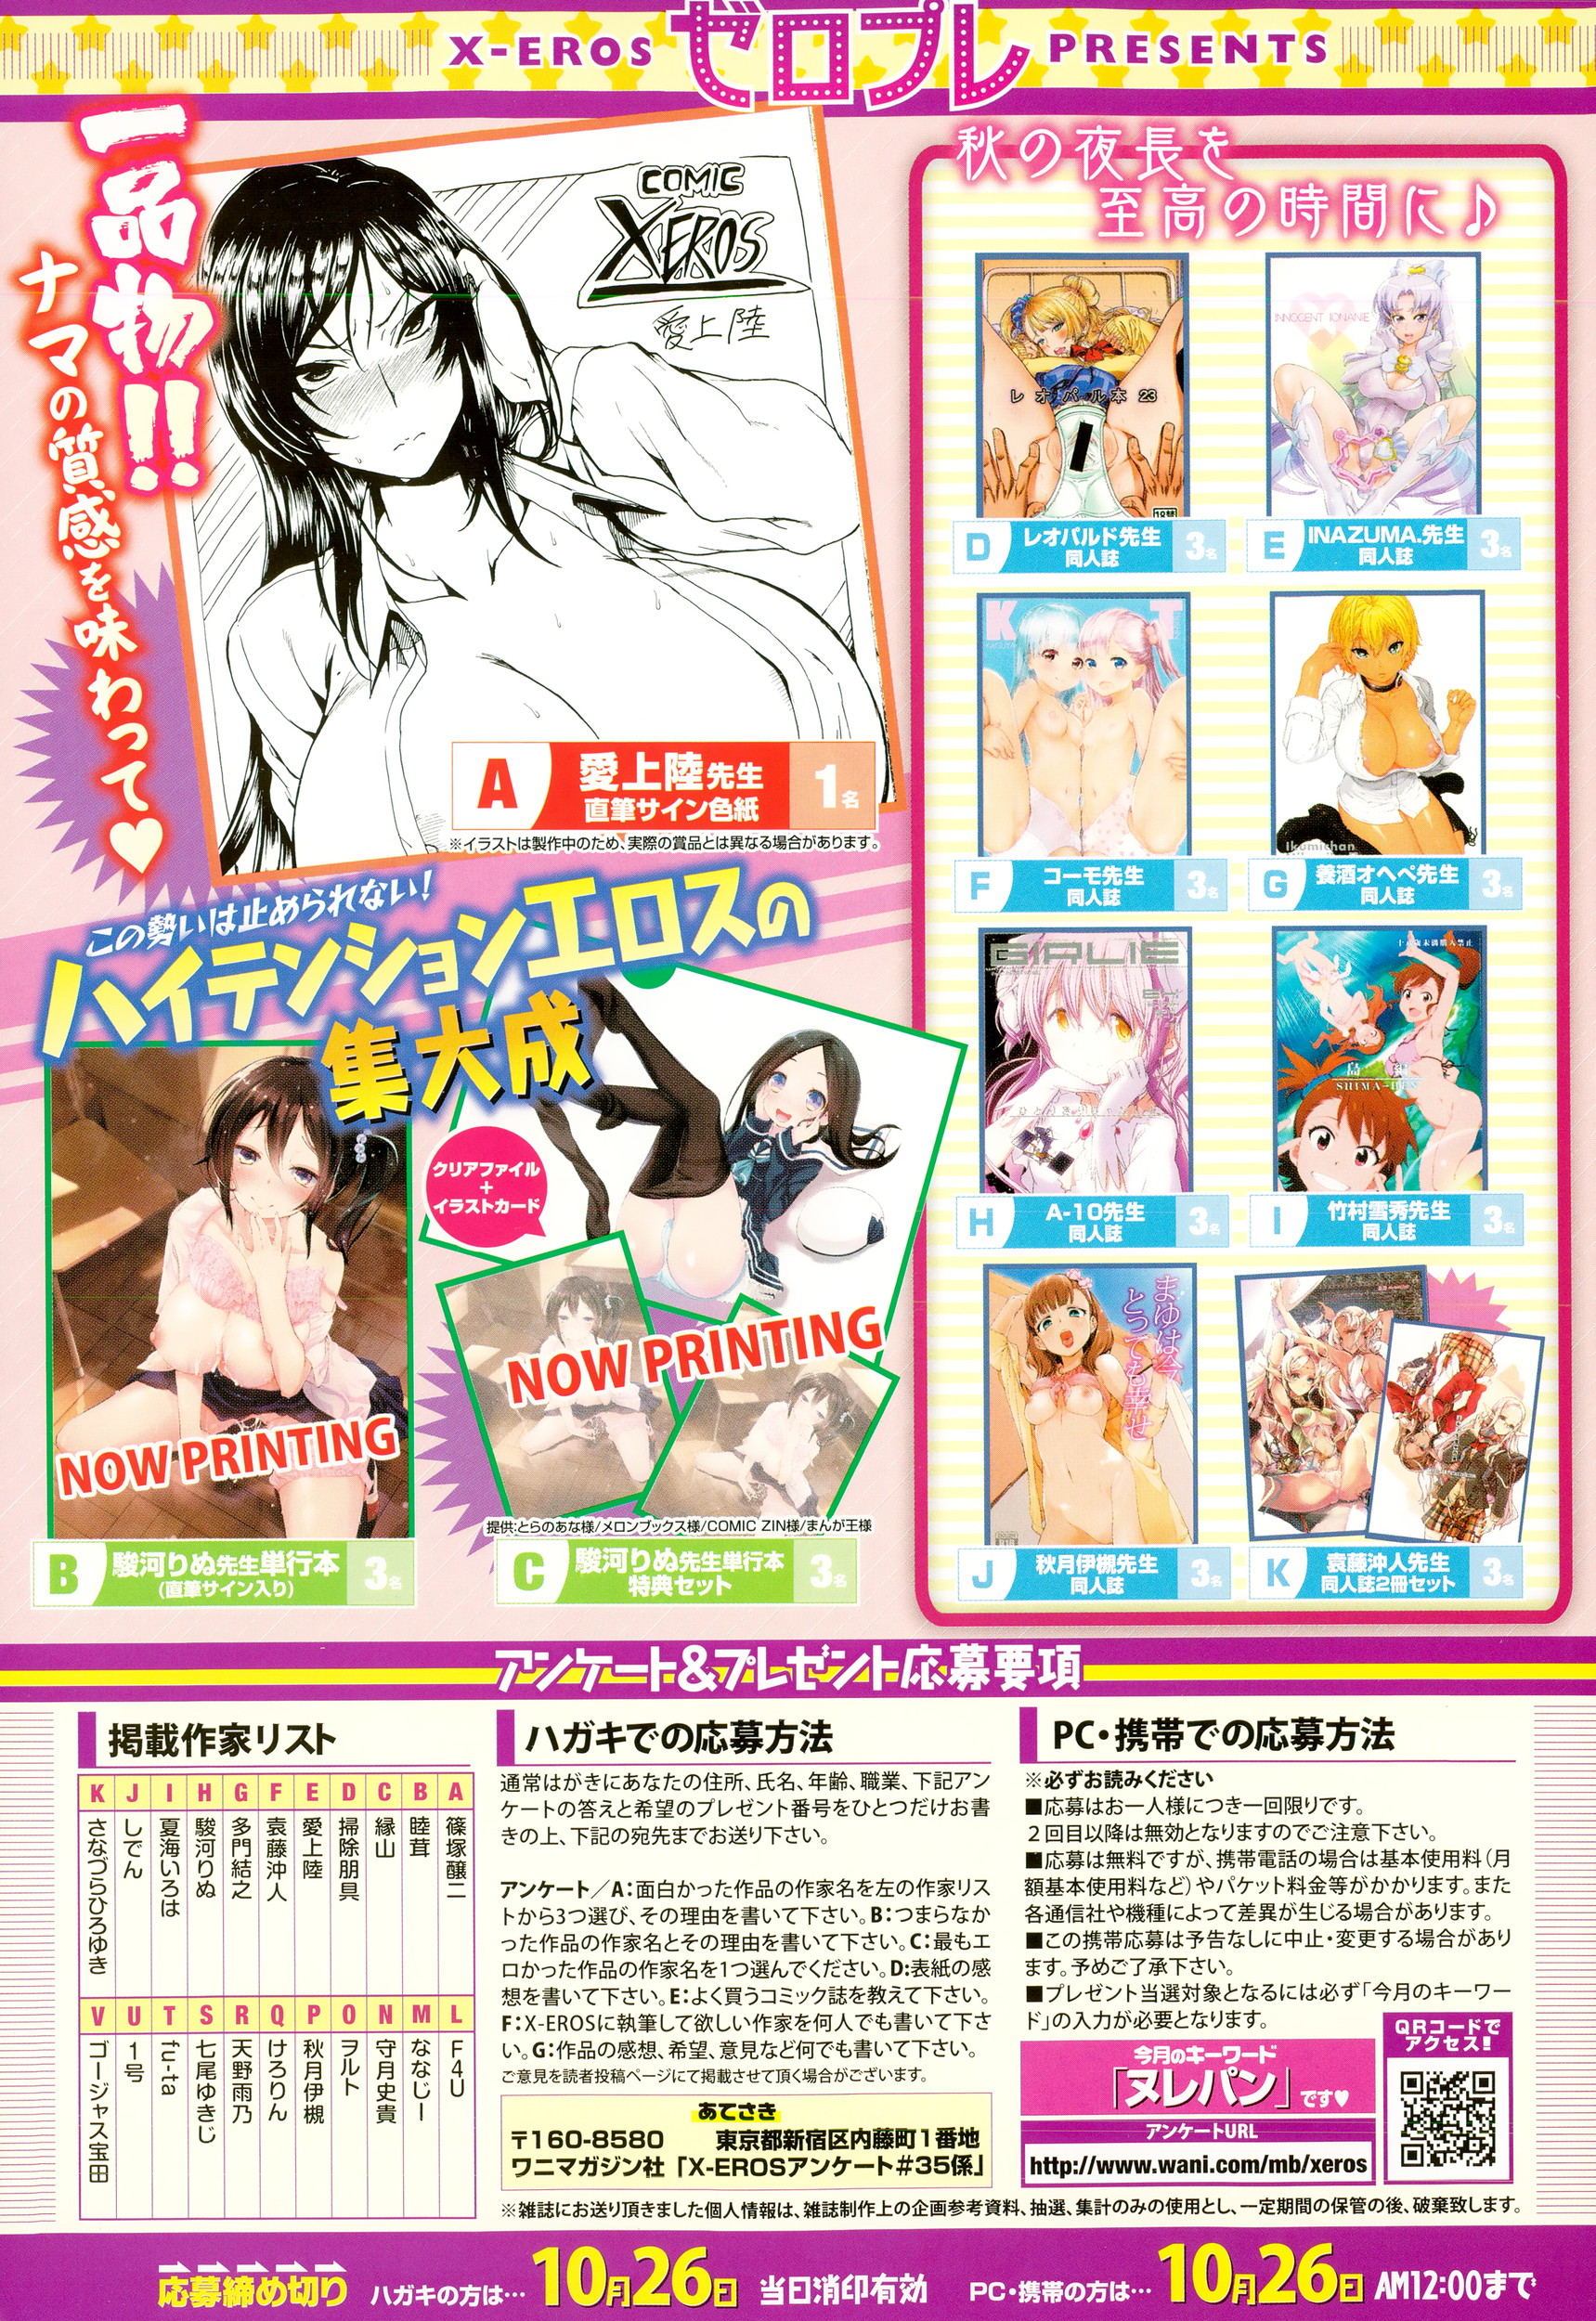 X-EROS ゼロプレ PRESENTS
一品物!!
ナマの質感を味わって♥
COMIC
XEROS
愛上陸
A
愛上陸先生
直筆サイン色紙
1名
※イラストは製作中のため、実際の賞品とは異なる場合があります。
この勢いは止められない!
ハイテンションエロスの
集大成
クリアファイル
+
イラストカード
NOW PRINTING
NOW PRINTING
提供:とらのあな様/メロンブックス様/COMIC ZIN様/まんが王様
B
駿河りぬ先生単行本
(直筆サイン入り)
3名
C
駿河りぬ先生単行本
特典セット
3名
秋の夜長を
至高の時間に♪
レオパル本 23
18禁
INNOCENT IONANIE
D
レオパルド先生
同人誌
3名
E
INAZUMA.先生
同人誌
3名
K T
Ikumichan
F
コーモ先生
同人誌
3名
G
養酒オヘペ先生
同人誌
3名
GIRLIE
H
A-10先生
同人誌
3名
I
竹村雪秀先生
同人誌
3名
まゆは今
とっても幸せ
J
秋月伊槻先生
同人誌
3名
K
袁藤沖人先生
同人誌2冊セット
3名
アンケート&プレゼント応募要項
掲載作家リスト
K J I H G F E D C B A
篠塚醸二
睦茸
縁山
掃除朋具
愛上陸
袁藤沖人
多門結之
駿河りぬ
夏海いろは
しでん
さなづらひろゆき
V U T S R Q P O N M L
F4U
ななじー
守月史貴
ヲルト
秋月伊槻
けろりん
天野雨乃
七尾ゆきじ
fu-ta
1号
ゴージャス宝田
ハガキでの応募方法
通常はがきにあなたの住所、氏名、年齢、職業、下記アン
ケートの答えと希望のプレゼント番号をひとつだけお書
きの上、下記の宛先までお送り下さい。
アンケート/A:面白かった作品の作家名を左の作家リス
トから3つ選び、その理由を書いて下さい。B:つまらなか
った作品の作家名とその理由を書いて下さい。C:最もエ
ロかった作品の作家名を1つ選んでください。D:表紙の感
想を書いて下さい。E:よく買うコミック誌を教えて下さい。
F:X-EROSに執筆して欲しい作家を何人でも書いて下さ
い。G:作品の感想、希望、意見など何でも書いて下さい。
ご意見を読者投稿ページにて掲載させて頂く場合がございます。
あてさき
〒160-8580 東京都新宿区内藤町1番地
ワニマガジン社「X-EROSアンケート#35係」
PC・携帯での応募方法
※必ずお読みください
■応募はお一人様につき一回限りです。
2回目以降は無効となりますのでご注意下さい。
■応募は無料ですが、携帯電話の場合は基本使用料(月
額基本使用料など)やパケット料金等がかかります。また
各通信社や機種によって差異が生じる場合があります。
■この携帯応募は予告なしに中止・変更する場合があり
ます。予めご了承下さい。
■プレゼント当選対象となるには必ず「今月のキーワー
ド」の入力が必要となります。
今月のキーワード
「ヌレパン」です♥
アンケートURL
http://www.wani.com/mb/xeros
QRコードで
アクセス!
※雑誌にお送り頂きました個人情報は、雑誌制作上の企画参考資料、抽選、集計のみの使用とし、一定期間の保管の後、破棄致します。
応募締め切り ハガキの方は…10月26日 当日消印有効 PC・携帯の方は…10月26日 AM12:00まで